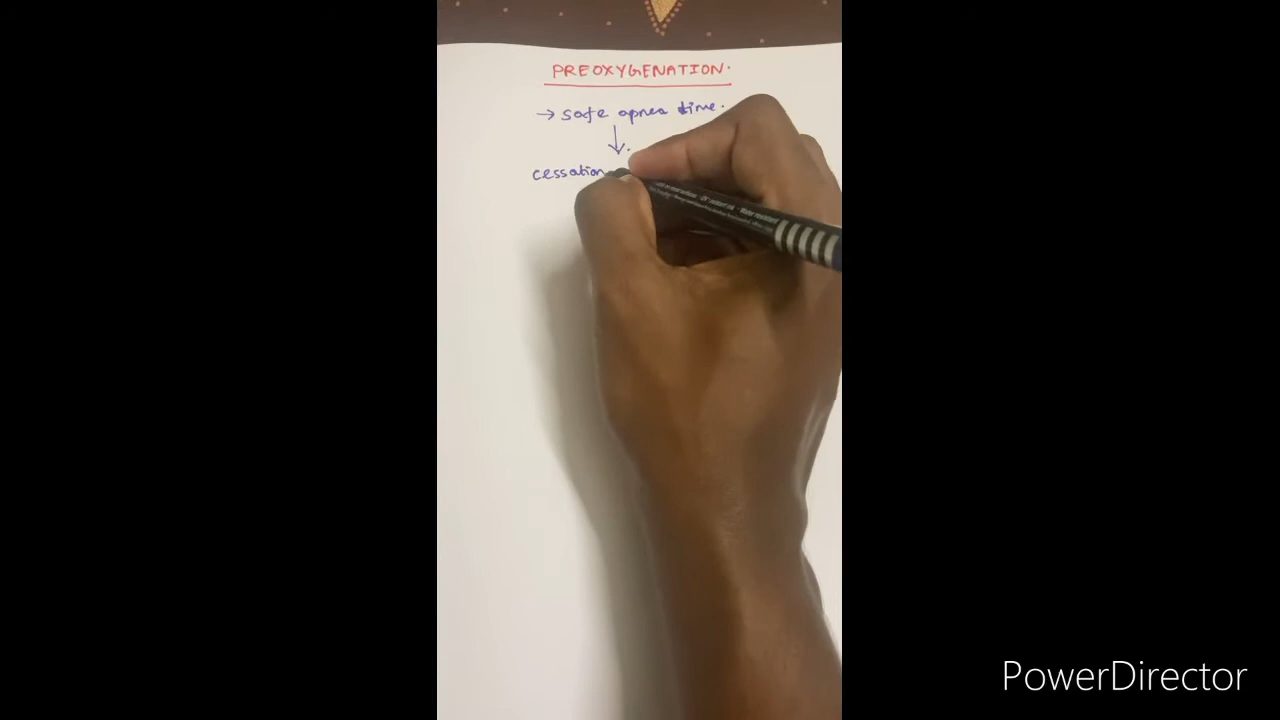 PREOXYGENATION.
→ safe apnea time.
cessation
PowerDirector